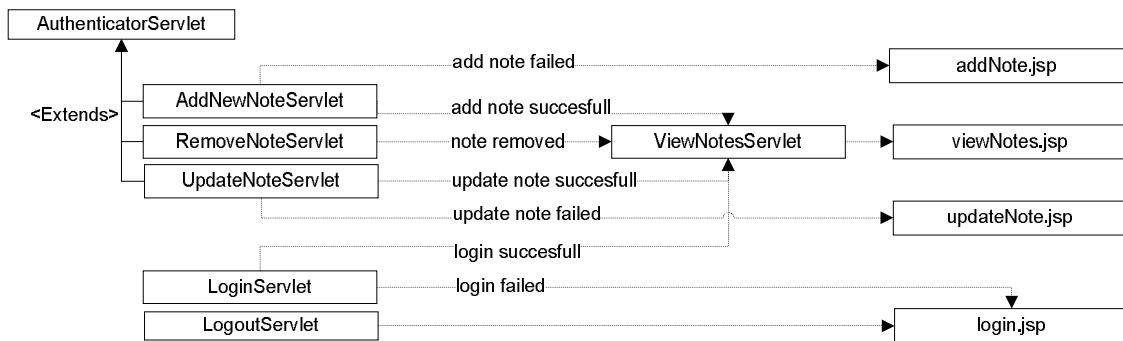 AuthenticatorServlet
add note failed
addNote.jsp
AddNewNoteServlet
add note succesfull
<Extends>
RemoveNoteServlet
note removed
ViewNotesServlet
viewNotes.jsp
UpdateNoteServlet
update note succesfull
update note failed
updateNote.jsp
login succesfull
LoginServlet
login failed
LogoutServlet
login.jsp